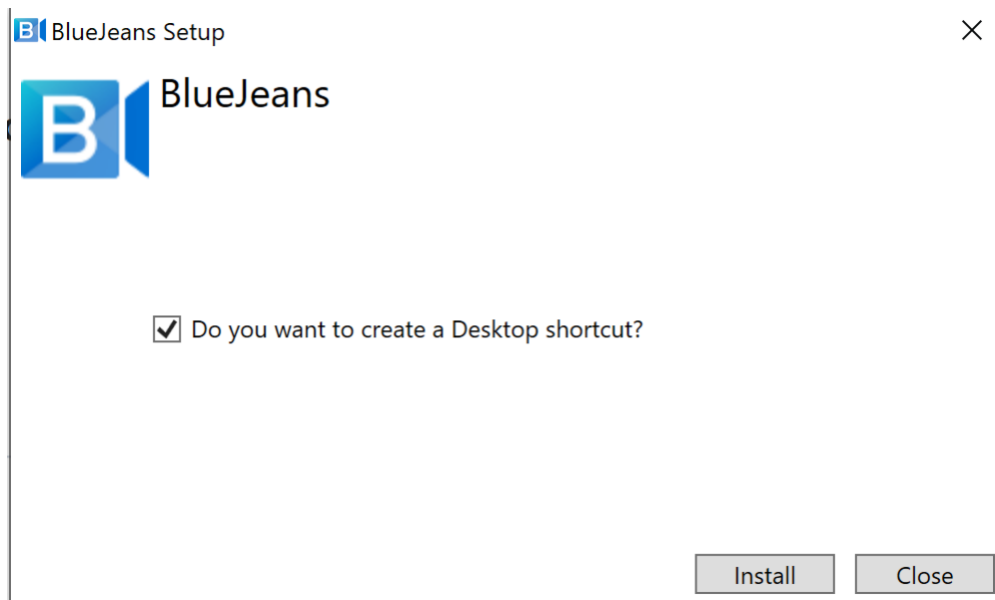 BlueJeans Setup
B
BlueJeans
Do you want to create a Desktop shortcut?
Install Close